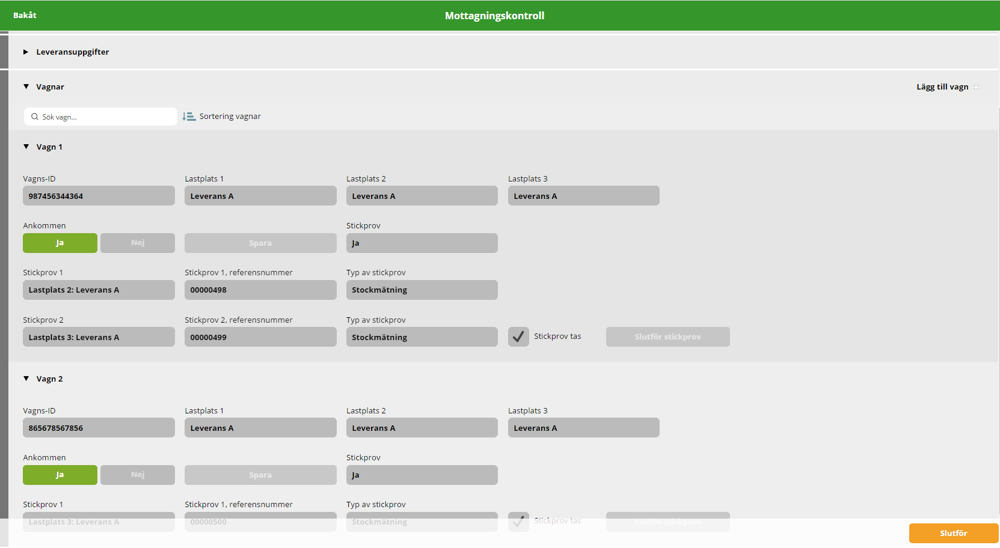 Bakåt
Mottagningskontroll
Leveransuppgifter
Vagnar
Lägg till vagn
Sök vagn...
Sortering vagnar
Vagn 1
Vagns-ID Lastplats 1 Lastplats 2 Lastplats 3
987456344364 Leverans A Leverans A Leverans A
Ankommen Stickprov
Ja Nej Spara Ja
Stickprov 1 Stickprov 1, referensnummer Typ av stickprov
Lastplats 2: Leverans A 00000498 Stockmätning
Stickprov 2 Stickprov 2, referensnummer Typ av stickprov
Lastplats 3: Leverans A 00000499 Stockmätning Stickprov tas Slutför stickprov
Vagn 2
Vagns-ID Lastplats 1 Lastplats 2 Lastplats 3
865678567856 Leverans A Leverans A Leverans A
Ankommen Stickprov
Ja Nej Spara Ja
Stickprov 1 Stickprov 1, referensnummer Typ av stickprov
Lastplats 3: Leverans A 00000500 Stockmätning Stickprov tas Slutför stickprov
Slutför